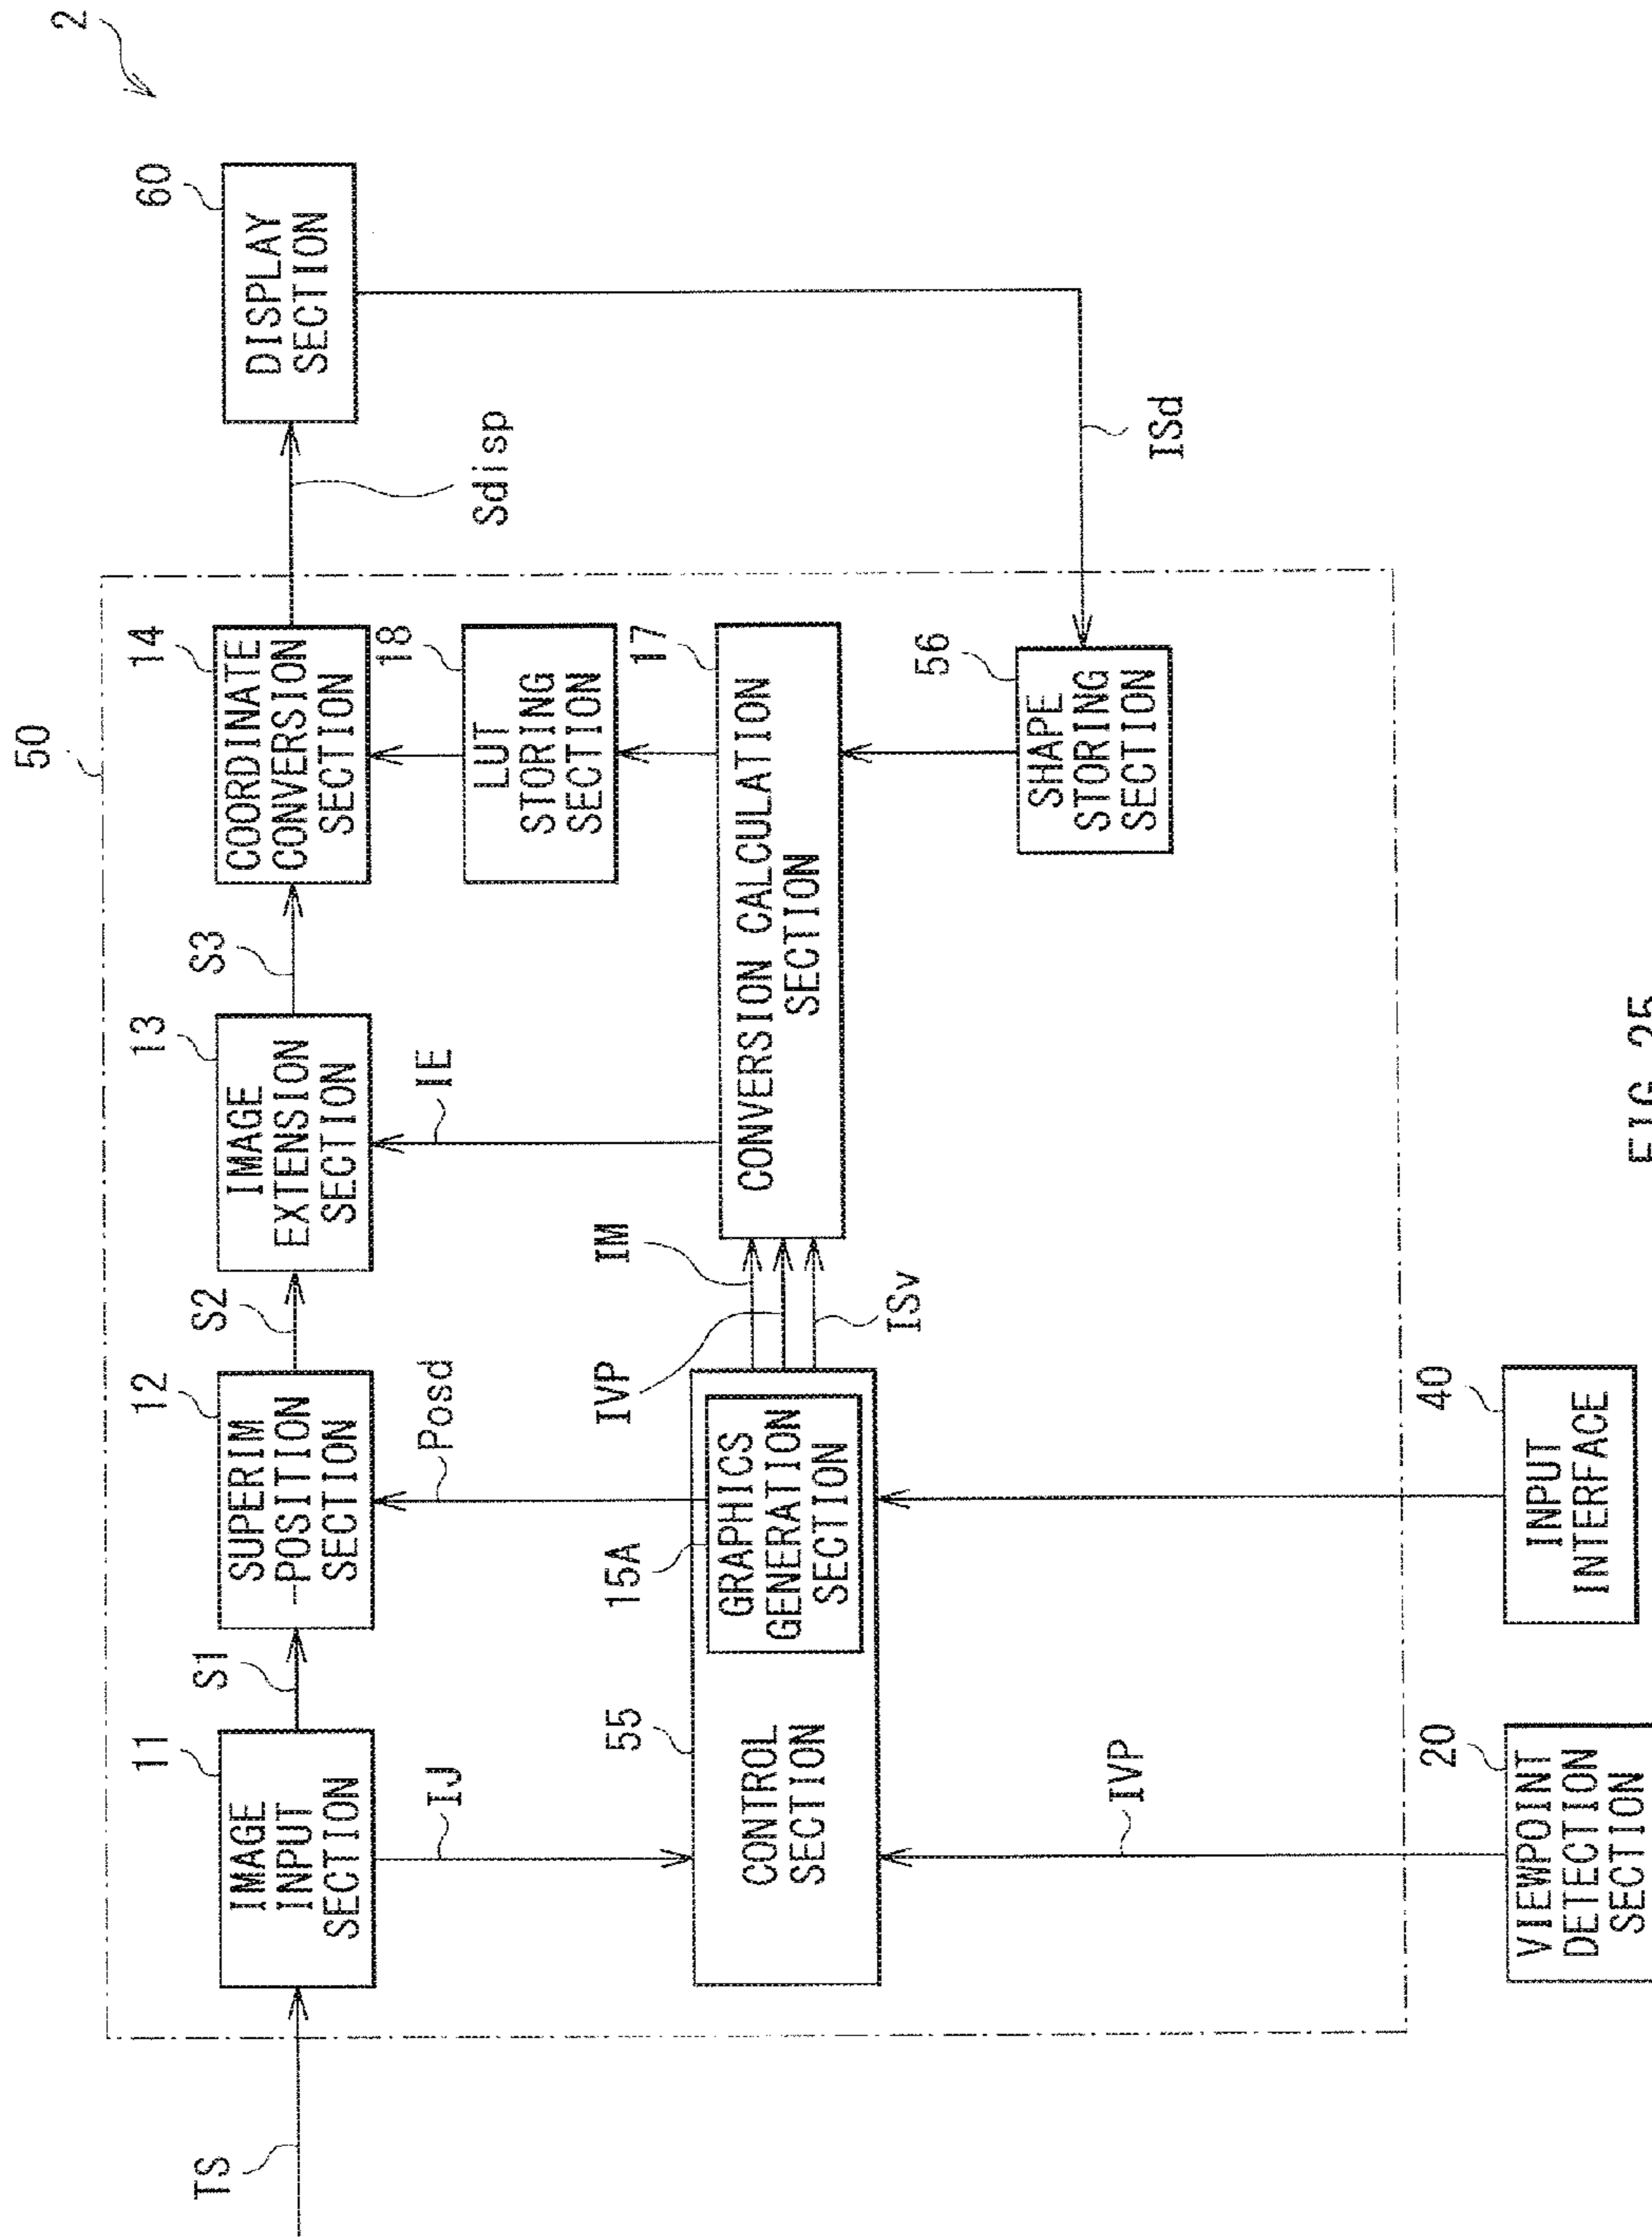 2
50
60
11
12
13
14
TS
IMAGE
INPUT
SECTION
S1
SUPERIM
-POSITION
SECTION
S2
IMAGE
EXTENSION
SECTION
S3
COORDINATE
CONVERSION
SECTION
Sdisp
DISPLAY
SECTION
IJ
Posd
IE
18
LUT
STORING
SECTION
55
CONTROL
SECTION
15A
GRAPHICS
GENERATION
SECTION
IVP
IM
ISv
17
CONVERSION CALCULATION
SECTION
56
SHAPE
STORING
SECTION
ISd
IVP
20
VIEWPOINT
DETECTION
SECTION
40
INPUT
INTERFACE
FIG. 25